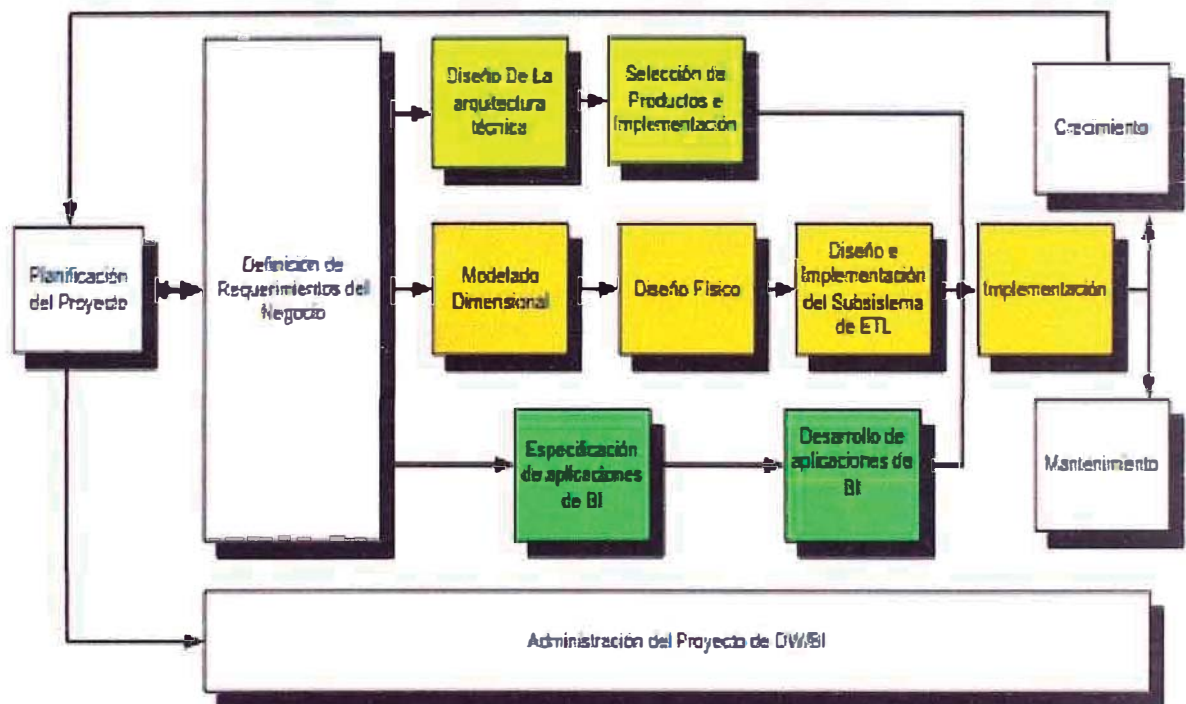 Diseño De La
arquitectura
técnica
Selección de
Productos e
Implementación
Crecimiento
Planificación
del Proyecto
Definición de
Requerimientos del
Negocio
Modelado
Dimensional
Diseño Físico
Diseño e
Implementación
del Subsistema
de ETL
Implementación
Especificación
de aplicaciones
de BI
Desarrollo de
aplicaciones de
BI
Mantenimiento
Administración del Proyecto de DW/BI